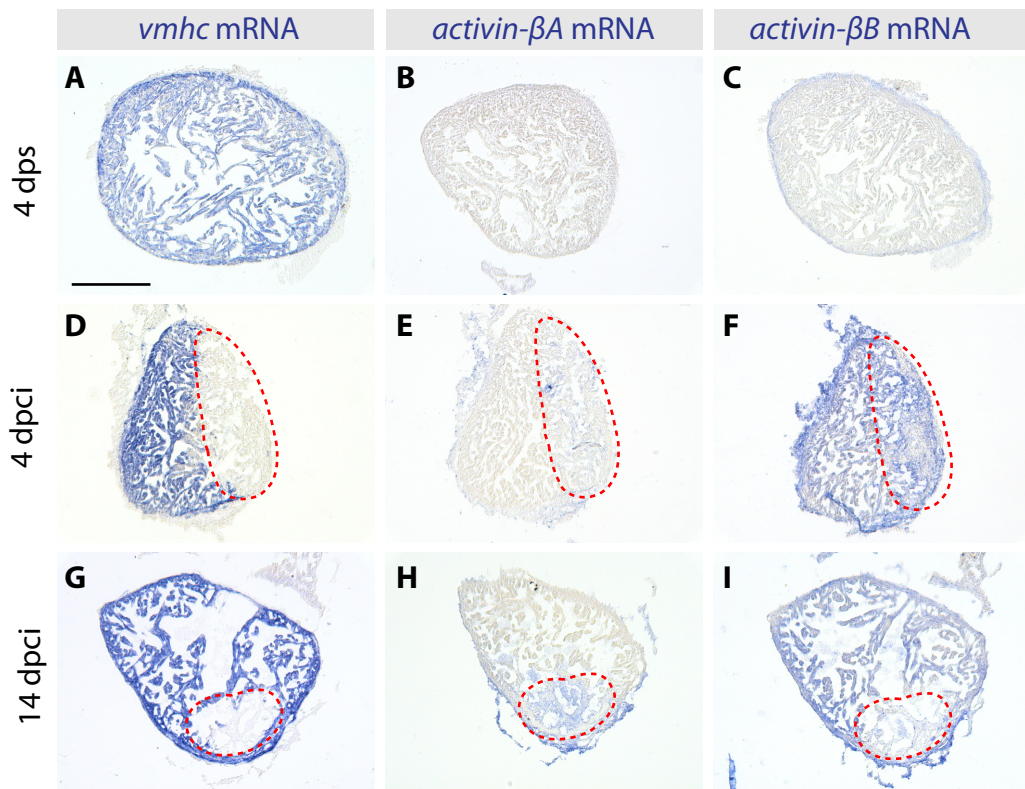 vmhc mRNA
activin-βA mRNA
activin-βB mRNA
4 dps
A
B
C
4 dpci
D
E
F
14 dpci
G
H
I